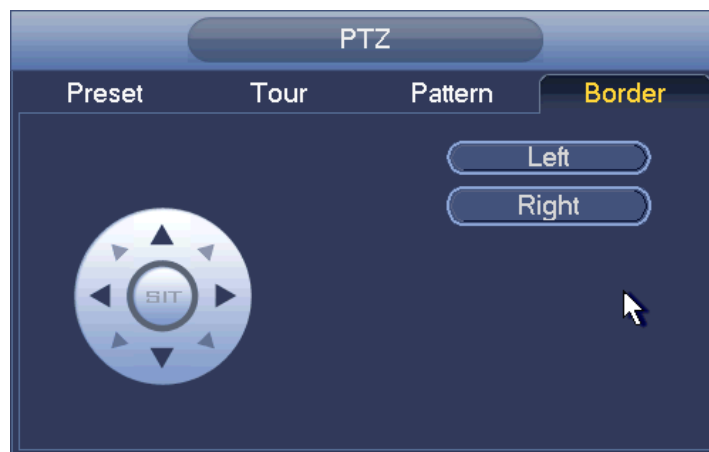 PTZ
Preset Tour Pattern Border
Left
Right
SIT